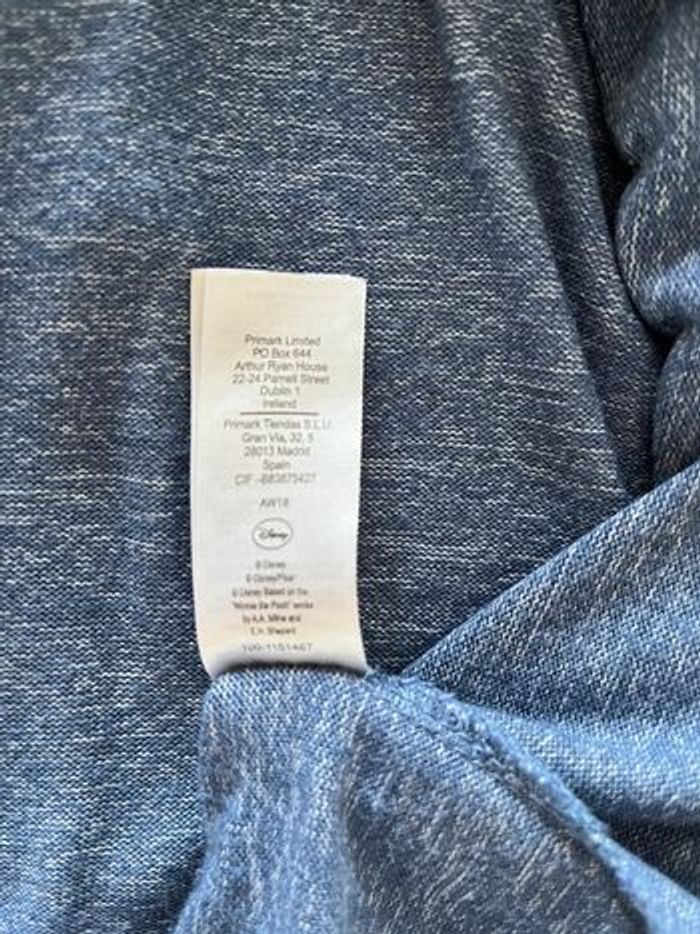 Primark Limited
PO Box 644
Arthur Ryan House
22-24 Parnell Street
Dublin 1
Ireland
Primark Tiendas S.L.U.
Gran Via, 32, 5
28013 Madrid
Spain
AW18
Disney
© Disney
© Disney/Pixar
© Disney Based on the
"Winnie the Pooh" works
by A.A. Milne and
E.H. Shepard